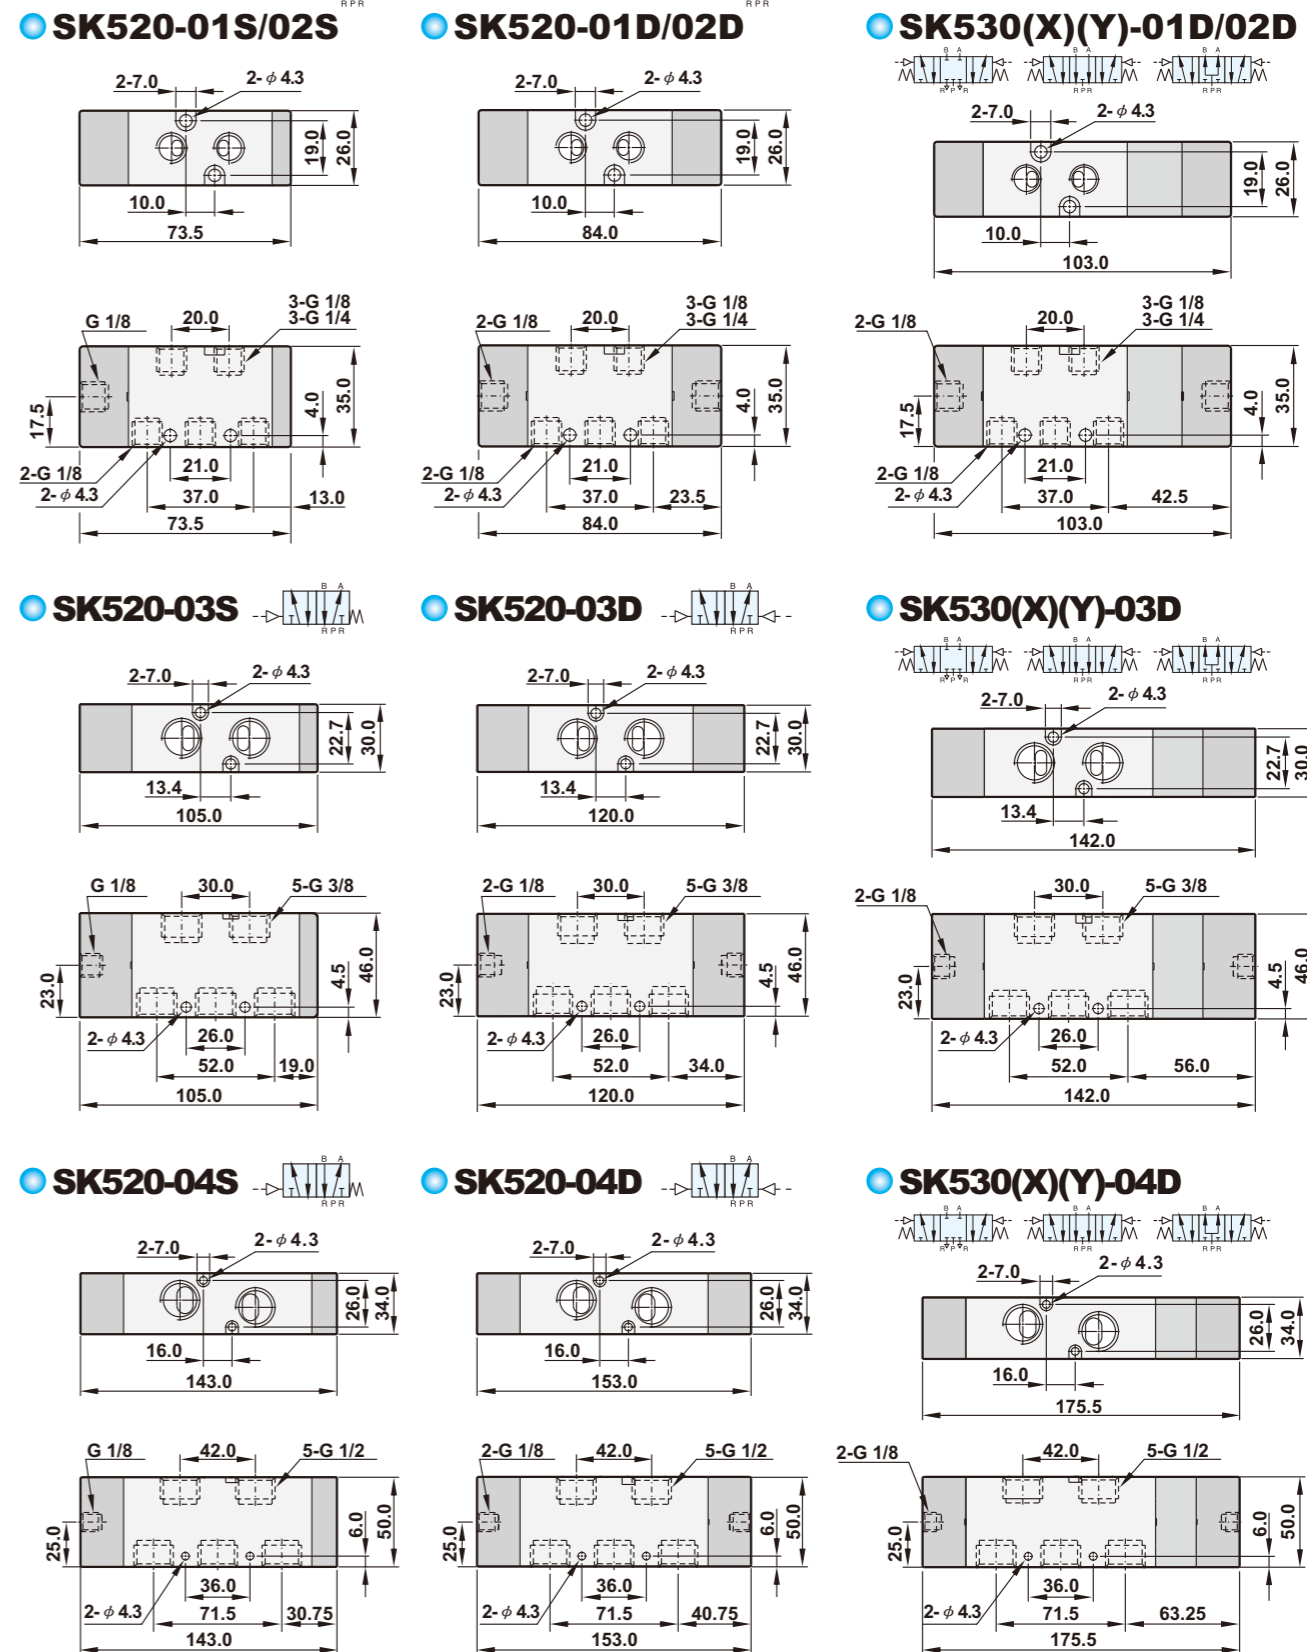 R P R
R P R
SK520-01S/02S
SK520-01D/02D
SK530(X)(Y)-01D/02D
B A
B A
B A
R P R
R P R
R P R
2-7.0
2-φ4.3
19.0
26.0
10.0
73.5
2-7.0
2-φ4.3
19.0
26.0
10.0
84.0
2-7.0
2-φ4.3
19.0
26.0
10.0
103.0
G 1/8
20.0
3-G 1/8
3-G 1/4
17.5
4.0
35.0
2-G 1/8
2-φ4.3
21.0
37.0
13.0
73.5
2-G 1/8
20.0
3-G 1/8
3-G 1/4
4.0
35.0
2-G 1/8
2-φ4.3
21.0
37.0
23.5
84.0
2-G 1/8
20.0
3-G 1/8
3-G 1/4
17.5
4.0
35.0
2-G 1/8
2-φ4.3
21.0
37.0
42.5
103.0
SK520-03S
B A
R P R
SK520-03D
B A
R P R
SK530(X)(Y)-03D
B A
B A
B A
R P R
R P R
R P R
2-7.0
2-φ4.3
22.7
30.0
13.4
105.0
2-7.0
2-φ4.3
22.7
30.0
13.4
120.0
2-7.0
2-φ4.3
22.7
30.0
13.4
142.0
G 1/8
30.0
5-G 3/8
23.0
4.5
46.0
2-φ4.3
26.0
52.0
19.0
105.0
2-G 1/8
30.0
5-G 3/8
23.0
4.5
46.0
2-φ4.3
26.0
52.0
34.0
120.0
2-G 1/8
30.0
5-G 3/8
23.0
4.5
46.0
2-φ4.3
26.0
52.0
56.0
142.0
SK520-04S
B A
R P R
SK520-04D
B A
R P R
SK530(X)(Y)-04D
B A
B A
B A
R P R
R P R
R P R
2-7.0
2-φ4.3
26.0
34.0
16.0
143.0
2-7.0
2-φ4.3
26.0
34.0
16.0
153.0
2-7.0
2-φ4.3
26.0
34.0
16.0
175.5
G 1/8
42.0
5-G 1/2
25.0
6.0
50.0
2-φ4.3
36.0
71.5
30.75
143.0
2-G 1/8
42.0
5-G 1/2
25.0
6.0
50.0
2-φ4.3
36.0
71.5
40.75
153.0
2-G 1/8
42.0
5-G 1/2
25.0
6.0
50.0
2-φ4.3
36.0
71.5
63.25
175.5